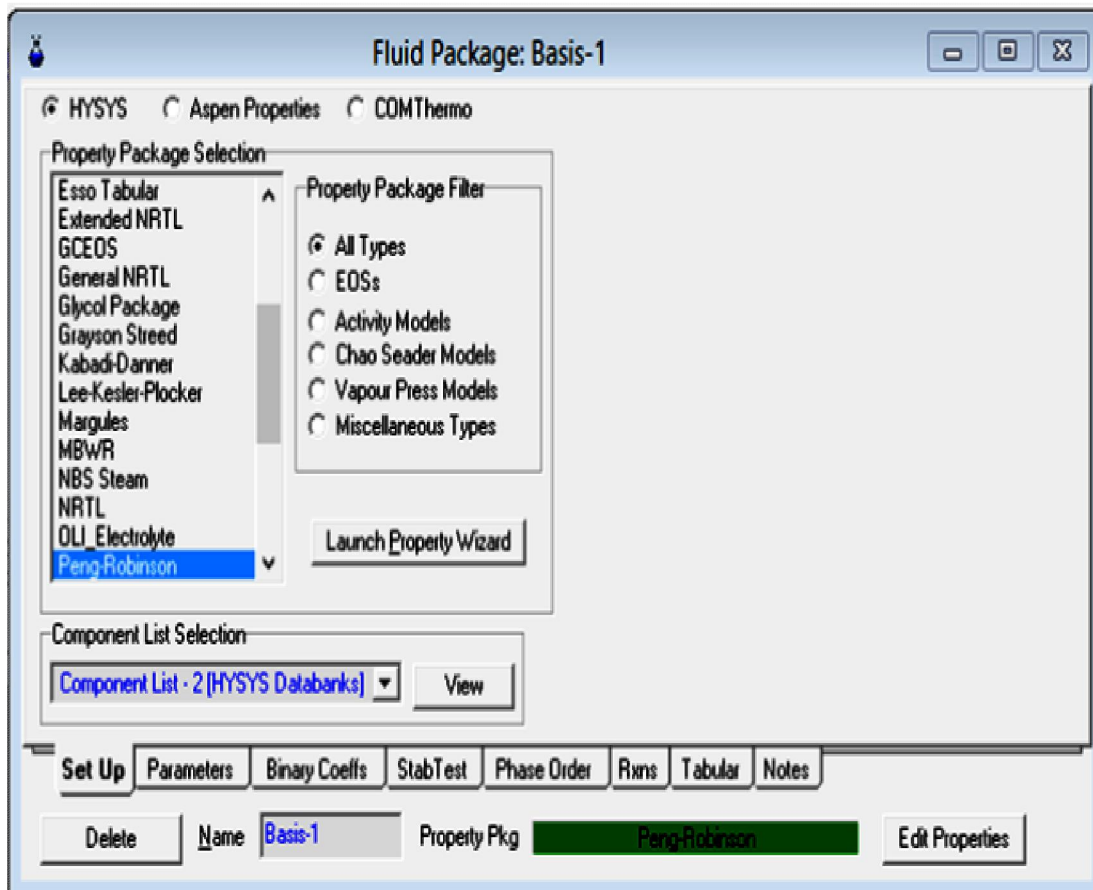 Fluid Package: Basis-1
HYSYS Aspen Properties COMThermo
Property Package Selection
Esso Tabular
Extended NRTL
GCEOS
General NRTL
Glycol Package
Grayson Streed
Kabadi-Danner
Lee-Kesler-Plocker
Margules
MBWR
NBS Steam
NRTL
OLI_Electrolyte
Peng-Robinson
Property Package Filter
All Types
EOSs
Activity Models
Chao Seader Models
Vapour Press Models
Miscellaneous Types
Launch Property Wizard
Component List Selection
Component List - 2 [HYSYS Databanks]
View
Set Up Parameters Binary Coeffs StabTest Phase Order Rxns Tabular Notes
Delete Name Basis-1 Property Pkg Peng-Robinson Edit Properties